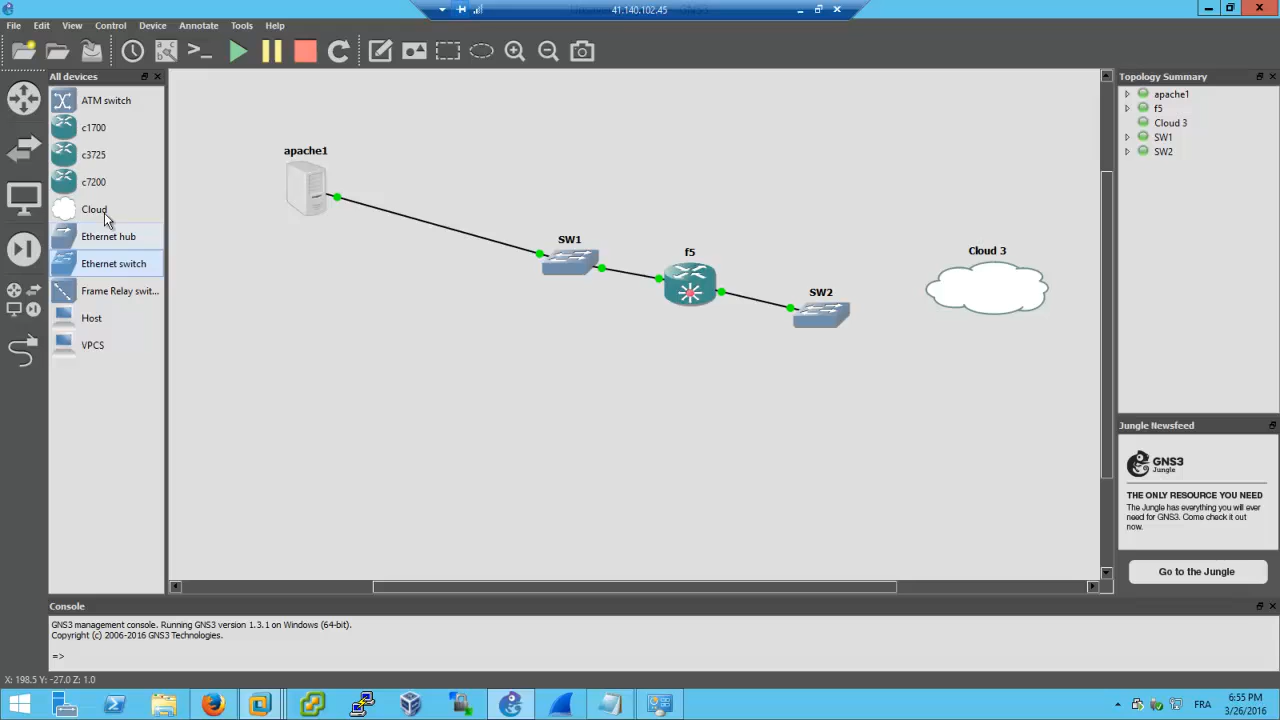 41.140.102.45
File Edit View Control Device Annotate Tools Help
All devices
ATM switch
c1700
c3725
c7200
Cloud
Ethernet hub
Ethernet switch
Frame Relay swit...
Host
VPCS
apache1
SW1
f5
SW2
Cloud 3
Topology Summary
apache1
f5
Cloud 3
SW1
SW2
Jungle Newsfeed
GNS3
Jungle
THE ONLY RESOURCE YOU NEED
The Jungle has everything you will ever
need for GNS3. Come check it out
now.
Go to the Jungle
Console
GNS3 management console. Running GNS3 version 1.3.1 on Windows (64-bit).
Copyright (c) 2006-2016 GNS3 Technologies.
=>
X: 198.5 Y: -27.0 Z: 1.0
FRA
6:55 PM
3/26/2016